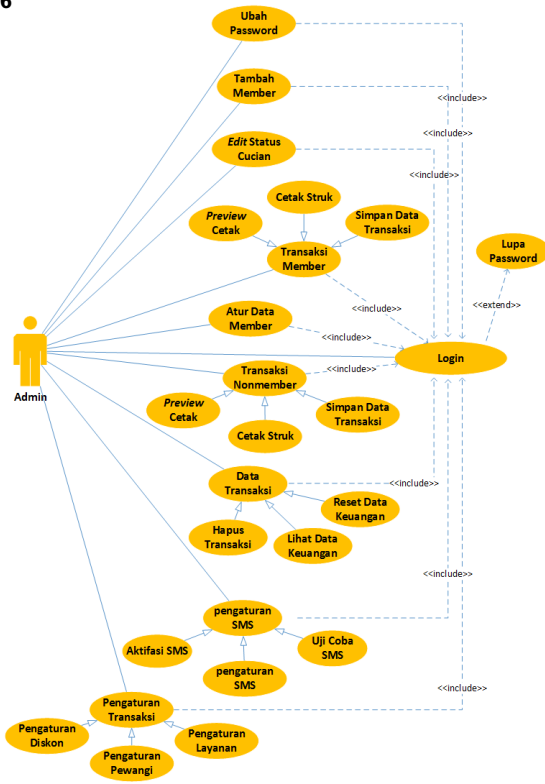 6
Ubah
Password
Tambah
Member
<<include>>
<<include>>
Edit Status
Cucian
<<include>>
Cetak Struk
Preview
Cetak
Simpan Data
Transaksi
Transaksi
Member
Lupa
Password
<<include>>
<<extend>>
Atur Data
Member
<<include>>
Login
Admin
Transaksi
Nonmember
<<include>>
Preview
Cetak
Simpan Data
Transaksi
Cetak Struk
Data
Transaksi
<<include>>
Reset Data
Keuangan
Hapus
Transaksi
Lihat Data
Keuangan
<<include>>
pengaturan
SMS
Aktifasi SMS
Uji Coba
SMS
pengaturan
SMS
<<include>>
Pengaturan
Transaksi
Pengaturan
Diskon
Pengaturan
Layanan
Pengaturan
Pewangi